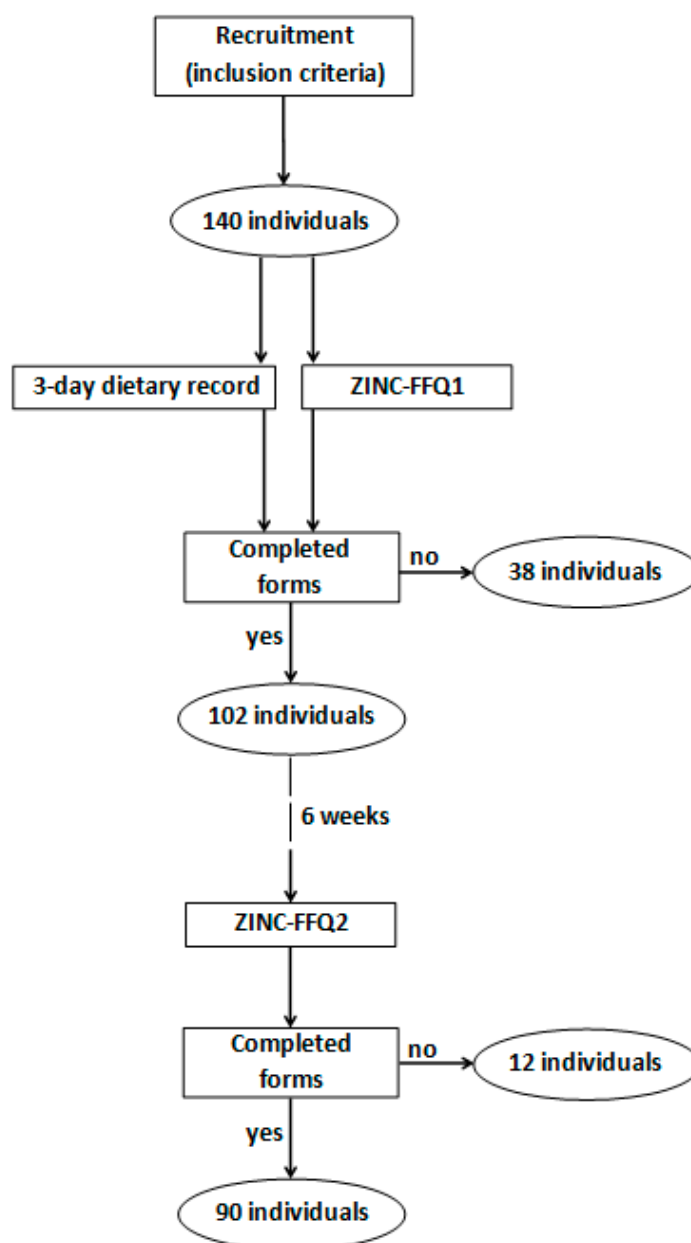 Recruitment
(inclusion criteria)
140 individuals
3-day dietary record
ZINC-FFQ1
Completed
forms
no
38 individuals
yes
102 individuals
6 weeks
ZINC-FFQ2
Completed
forms
no
12 individuals
yes
90 individuals